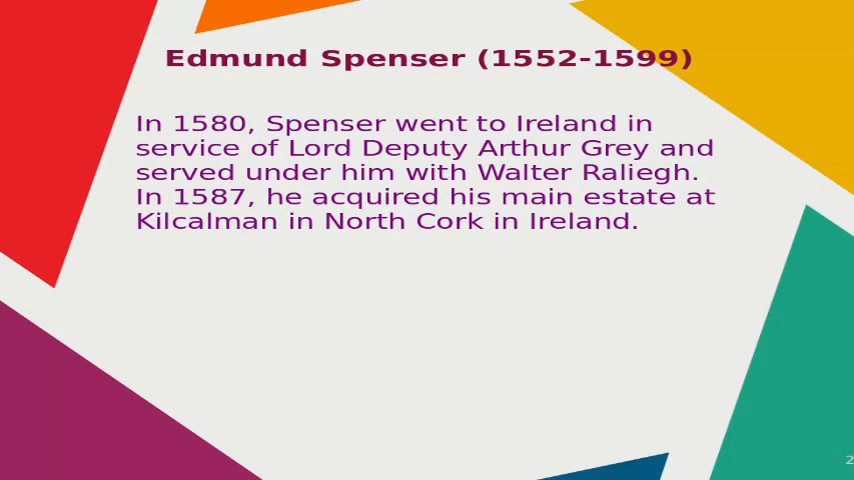 Edmund Spenser (1552-1599)
In 1580, Spenser went to Ireland in
service of Lord Deputy Arthur Grey and
served under him with Walter Raliegh.
In 1587, he acquired his main estate at
Kilcalman in North Cork in Ireland.
2